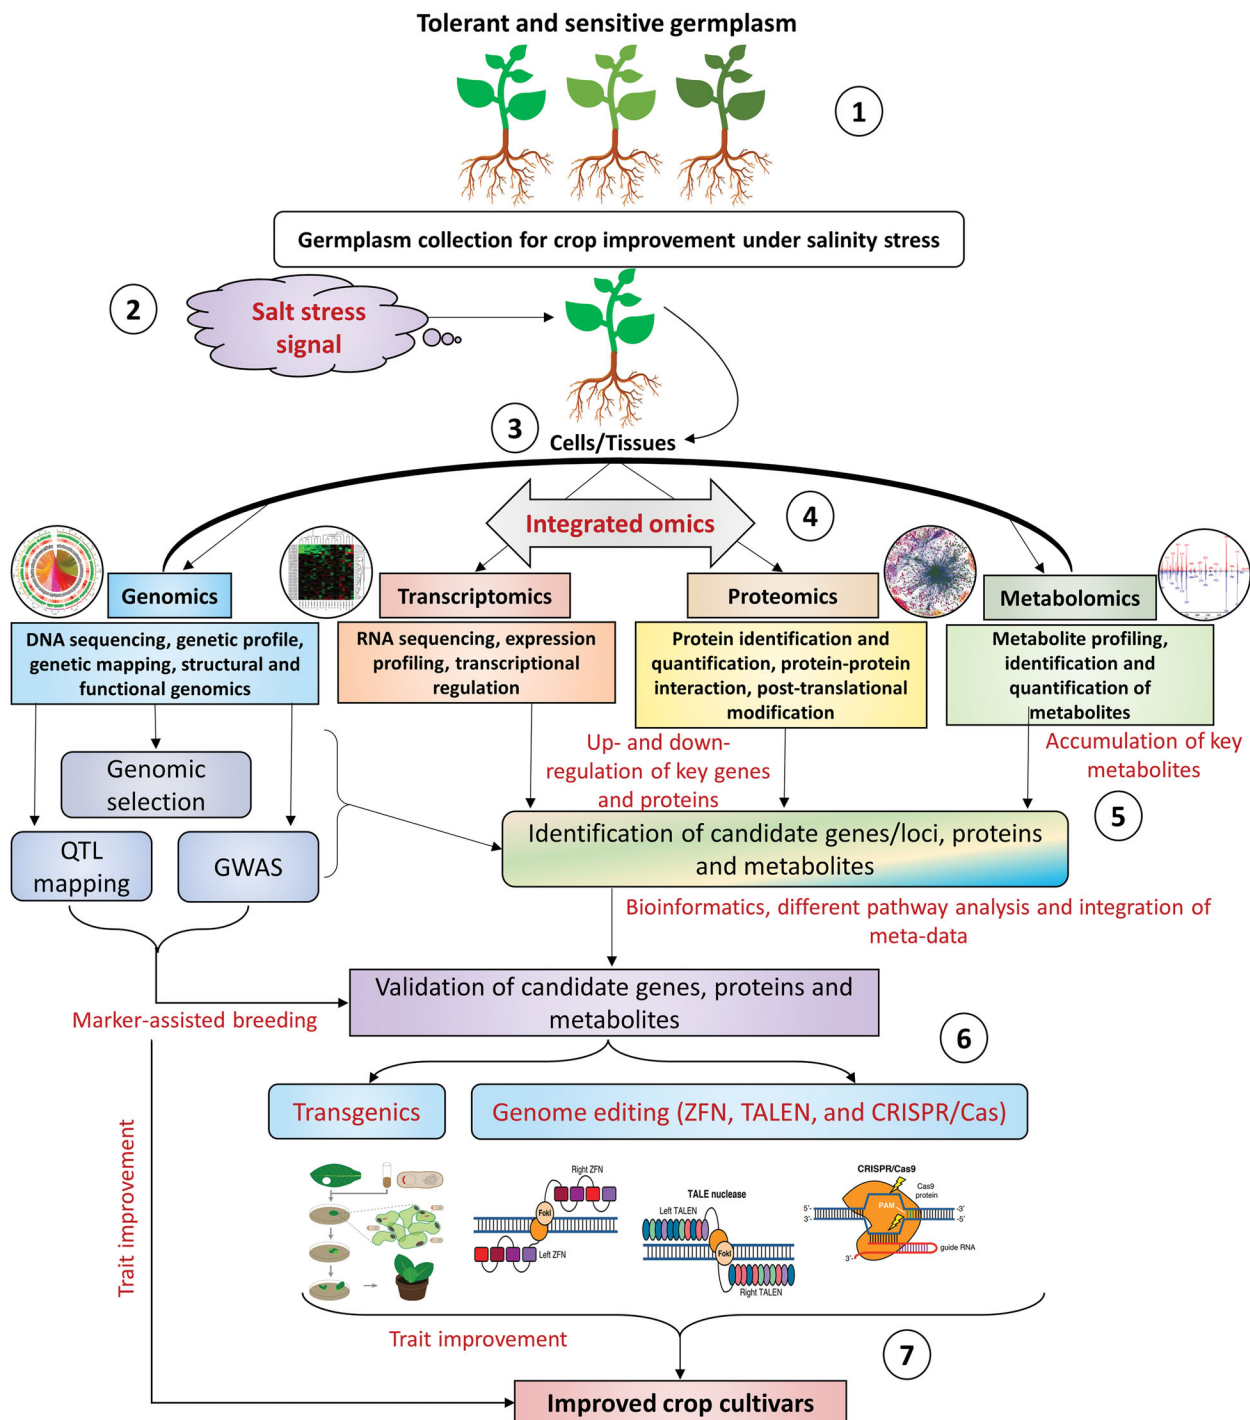 Tolerant and sensitive germplasm
1
Germplasm collection for crop improvement under salinity stress
2
Salt stress
signal
3
Cells/Tissues
Integrated omics
4
Genomics
Transcriptomics
Proteomics
Metabolomics
DNA sequencing, genetic profile,
genetic mapping, structural and
functional genomics
RNA sequencing, expression
profiling, transcriptional
regulation
Protein identification and
quantification, protein-protein
interaction, post-translational
modification
Metabolite profiling,
identification and
quantification of
metabolites
Up- and down-
regulation of key genes
and proteins
Accumulation of key
metabolites
Genomic
selection
QTL
mapping
GWAS
5
Identification of candidate genes/loci, proteins
and metabolites
Bioinformatics, different pathway analysis and integration of
meta-data
Validation of candidate genes, proteins and
metabolites
Marker-assisted breeding
6
Transgenics
Genome editing (ZFN, TALEN, and CRISPR/Cas)
Trait improvement
Right ZFN
FokI
Left ZFN
TALE nuclease
Left TALEN
FokI
Right TALEN
CRISPR/Cas9
Cas9
protein
PAM
5'-
-3'
3'-
-5'
guide RNA
3'-
Trait improvement
7
Improved crop cultivars